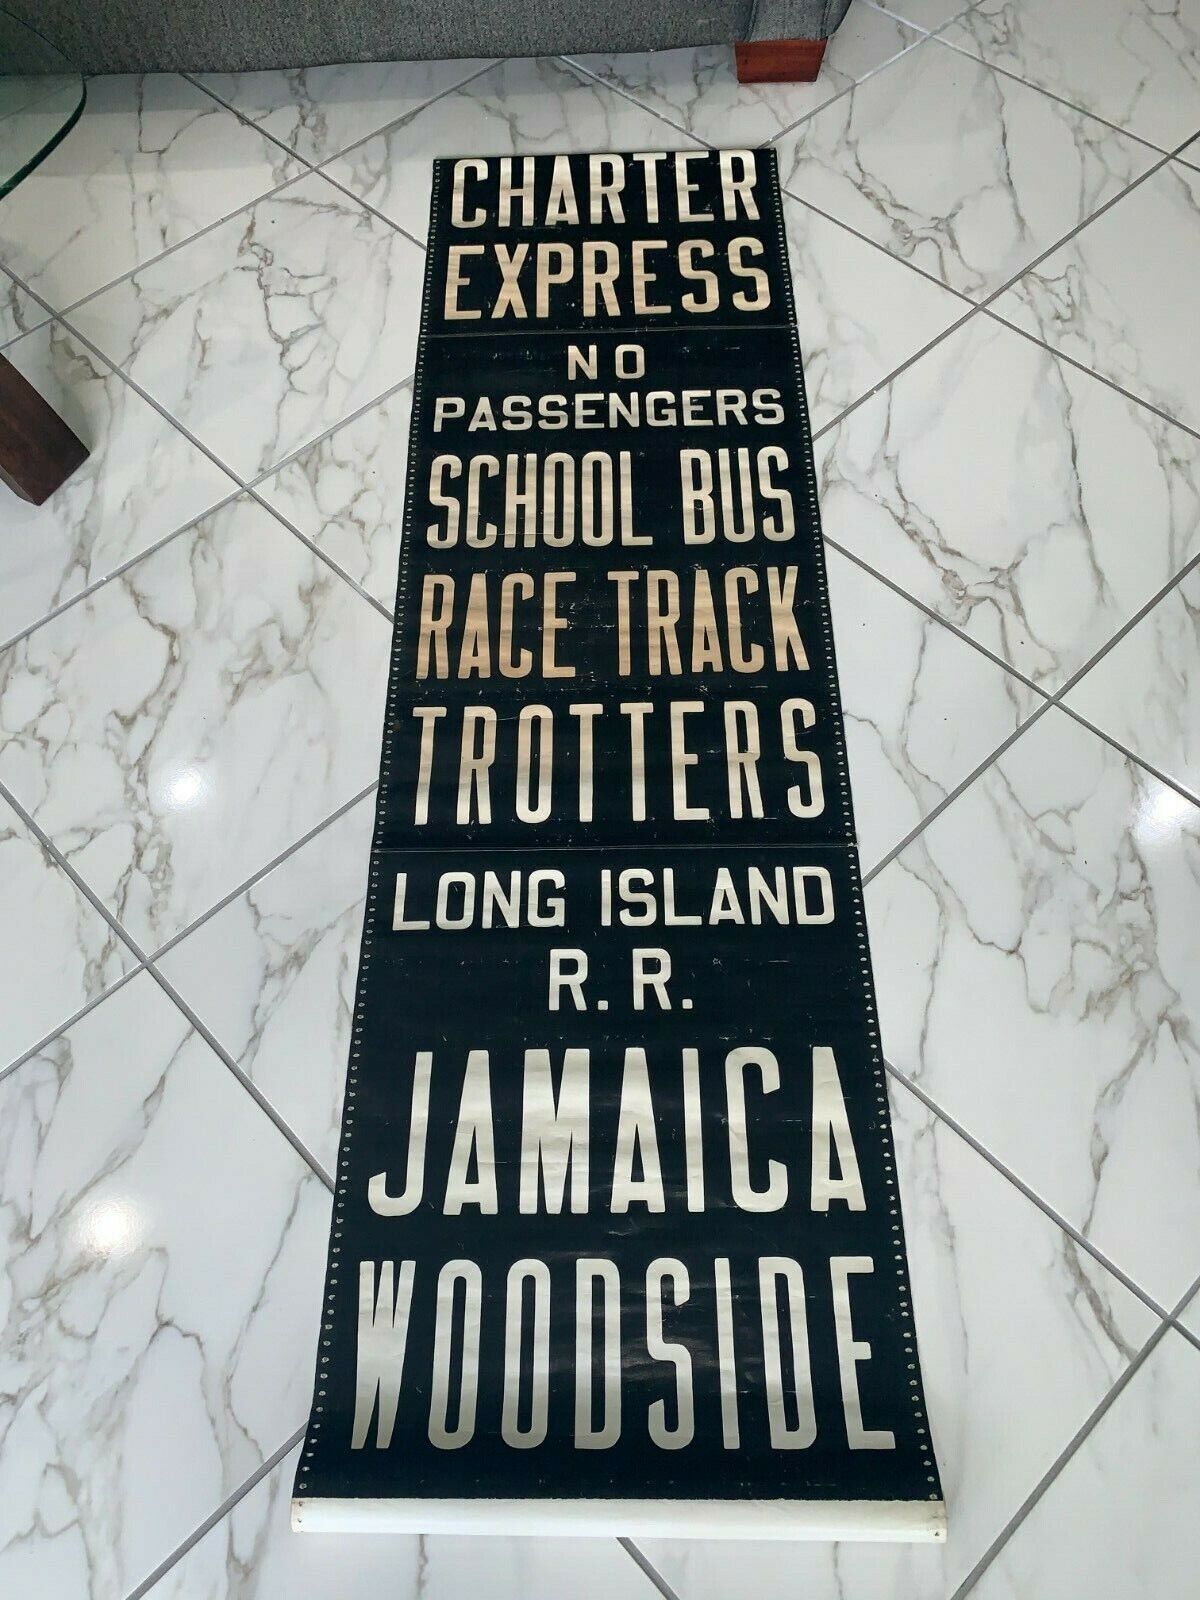 CHARTER
EXPRESS
NO
PASSENGERS
SCHOOL BUS
RACE TRACK
TROTTERS
LONG ISLAND
R. R.
JAMAICA
WOODSIDE